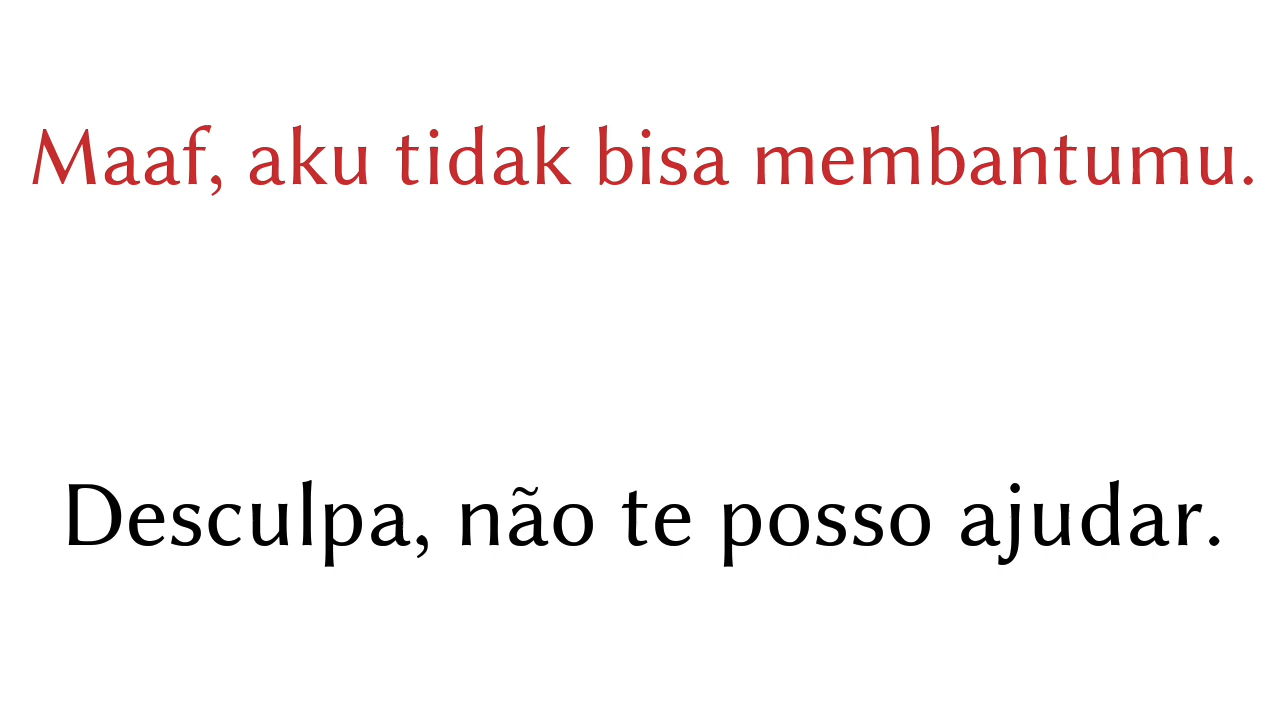 Maaf, aku tidak bisa membantumu.
Desculpa, não te posso ajudar.